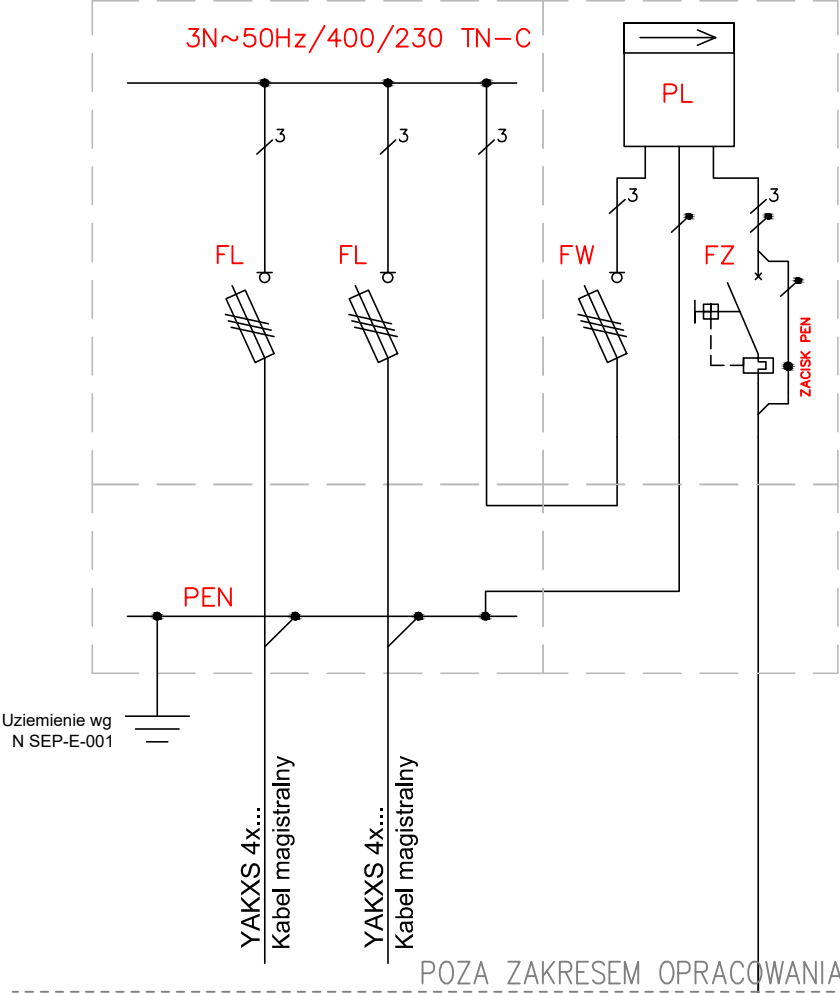 3N~50Hz/400/230 TN-C
PL
3
3
3
3
3
FL
FL
FW
FZ
ZACISK PEN
PEN
Uziemienie wg
N SEP-E-001
YAKXS 4x...
Kabel magistralny
YAKXS 4x...
Kabel magistralny
POZA ZAKRESEM OPRACOWANIA